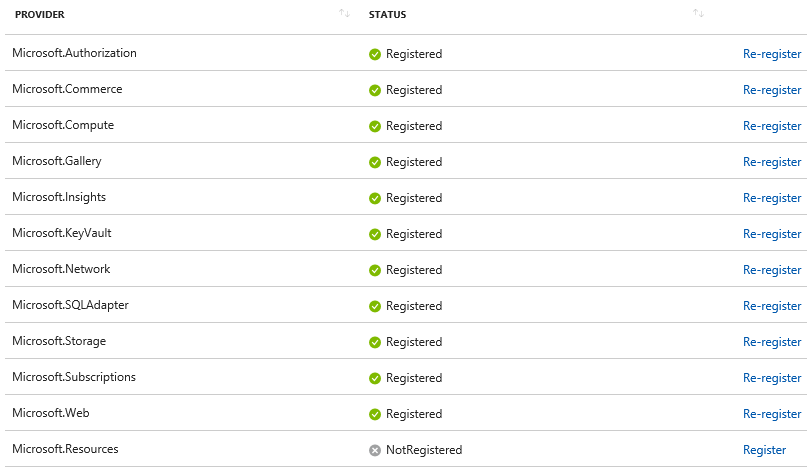 PROVIDER STATUS
Microsoft.Authorization Registered Re-register
Microsoft.Commerce Registered Re-register
Microsoft.Compute Registered Re-register
Microsoft.Gallery Registered Re-register
Microsoft.Insights Registered Re-register
Microsoft.KeyVault Registered Re-register
Microsoft.Network Registered Re-register
Microsoft.SQLAdapter Registered Re-register
Microsoft.Storage Registered Re-register
Microsoft.Subscriptions Registered Re-register
Microsoft.Web Registered Re-register
Microsoft.Resources NotRegistered Register